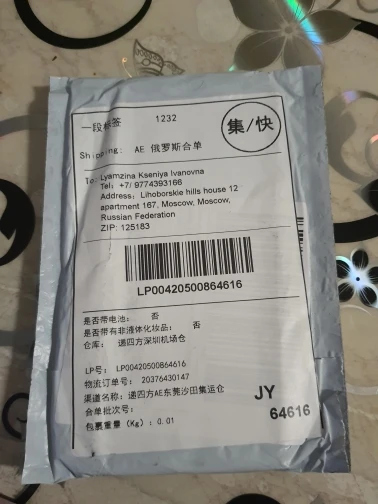 一段标签
1232
集/快
Shipping: AE 俄罗斯合单
To: Lyamzina Kseniya Ivanovna
Tel: +7/ 9774393166
Address: Lihoborskie hills house 12
apartment 167, Moscow, Moscow,
Russian Federation
ZIP: 125183
LP00420500864616
是否带电池: 否
是否带有非液体化妆品: 否
仓库: 递四方深圳机场仓
LP号: LP00420500864616
物流订单号: 20376430147
渠道名称: 递四方AE东莞沙田集运仓
合单批次号:
包裹重量 (Kg): 0.01
JY
64616